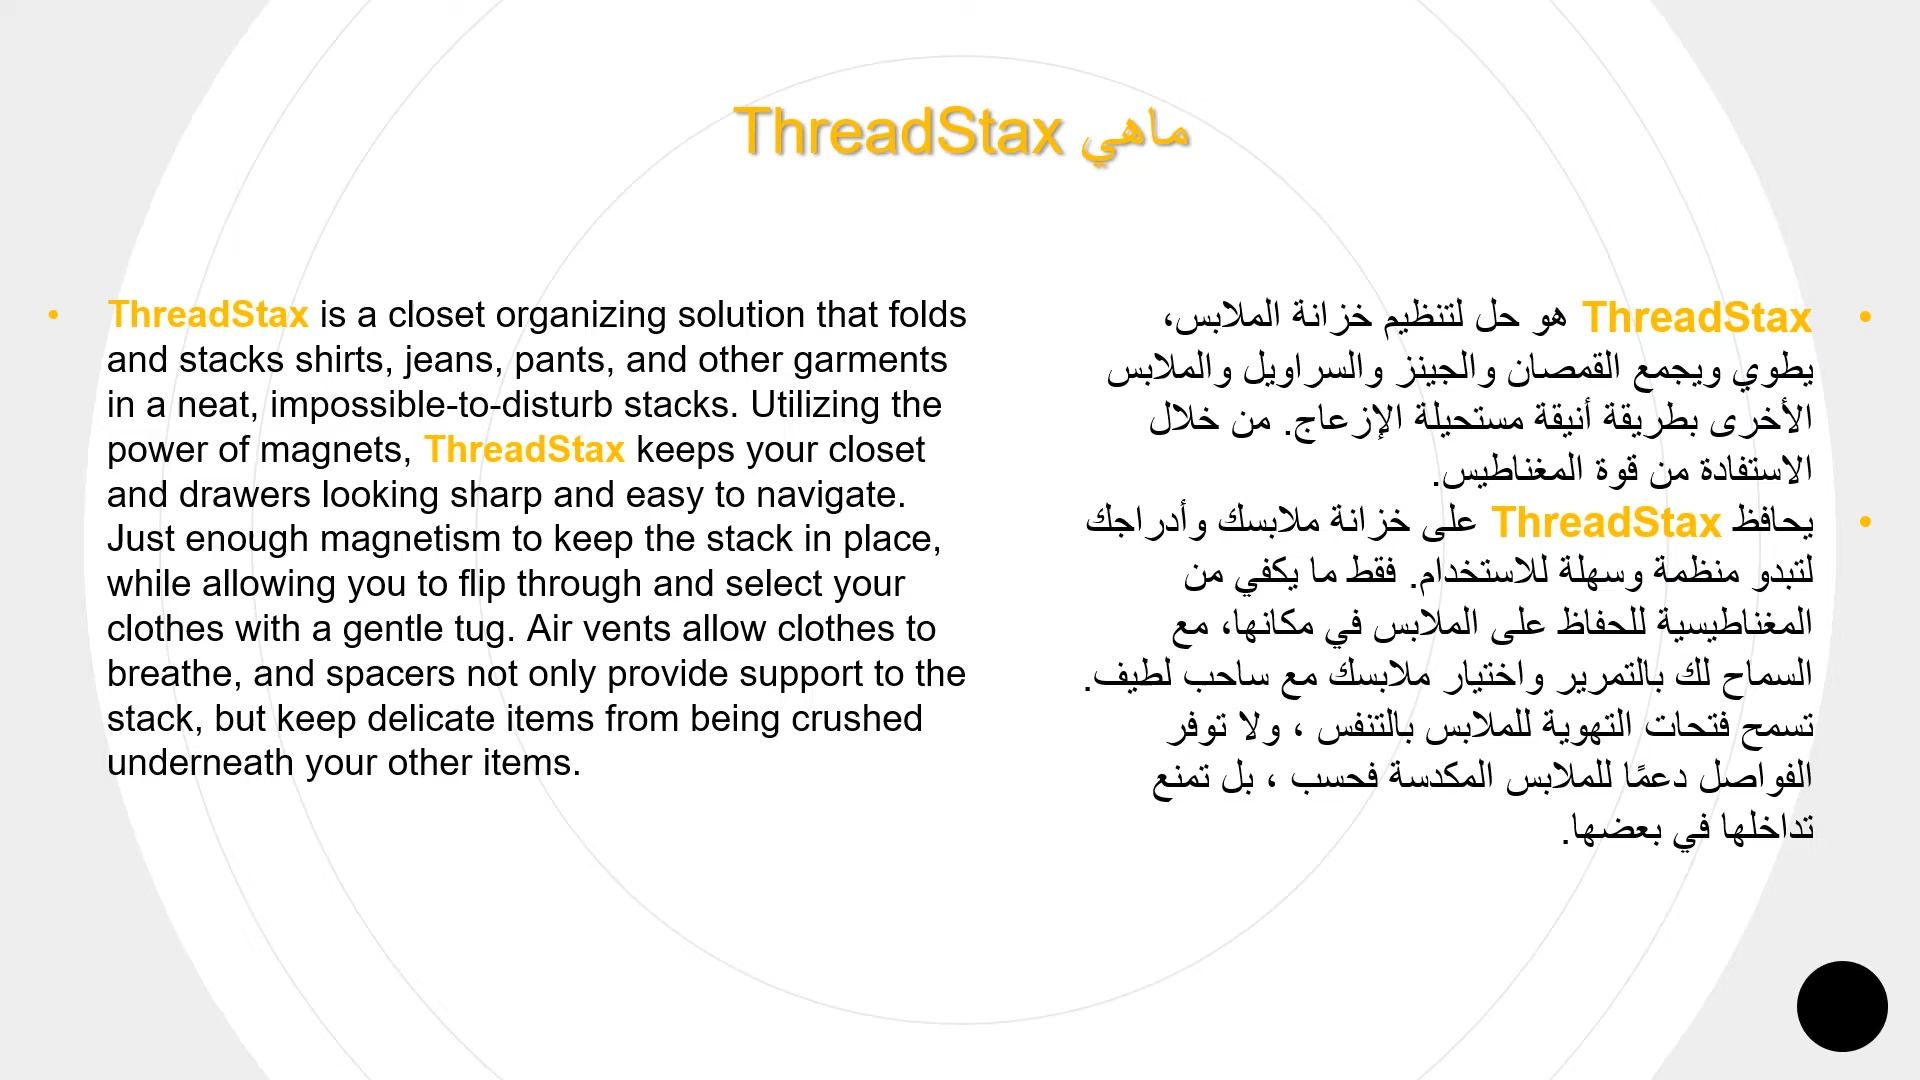 ماهي ThreadStax
• ThreadStax is a closet organizing solution that folds
and stacks shirts, jeans, pants, and other garments
in a neat, impossible-to-disturb stacks. Utilizing the
power of magnets, ThreadStax keeps your closet
and drawers looking sharp and easy to navigate.
Just enough magnetism to keep the stack in place,
while allowing you to flip through and select your
clothes with a gentle tug. Air vents allow clothes to
breathe, and spacers not only provide support to the
stack, but keep delicate items from being crushed
underneath your other items.
• ThreadStax هو حل لتنظيم خزانة الملابس،
يطوي ويجمع القمصان والجينز والسراويل والملابس
الأخرى بطريقة أنيقة مستحيلة الإزعاج. من خلال
الاستفادة من قوة المغناطيس.
• يحافظ ThreadStax على خزانة ملابسك وأدراجك
لتبدو منظمة وسهلة للاستخدام. فقط ما يكفي من
المغناطيسية للحفاظ على الملابس في مكانها، مع
السماح لك بالتمرير واختيار ملابسك مع ساحب لطيف.
تسمح فتحات التهوية للملابس بالتنفس ، ولا توفر
الفواصل دعمًا للملابس المكدسة فحسب ، بل تمنع
تداخلها في بعضها.